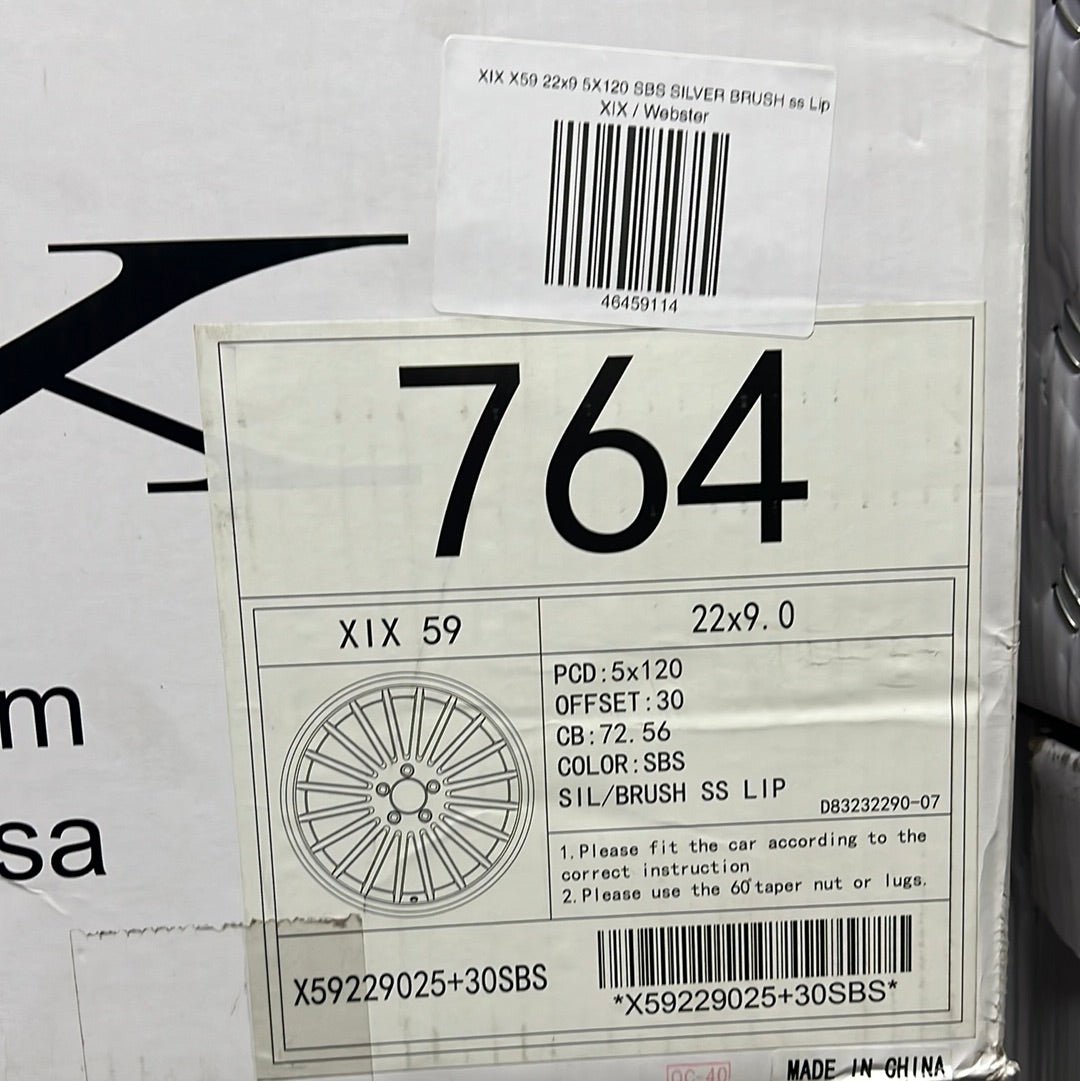 XIX X59 22x9 5X120 SBS SILVER BRUSH ss Lip
XIX / Webster
46459114
764
XIX 59
22x9.0
PCD:5x120
OFFSET:30
CB:72.56
COLOR:SBS
SIL/BRUSH SS LIP
D83232290-07
1.Please fit the car according to the
correct instruction
2.Please use the 60°taper nut or lugs.
m
sa
X59229025+30SBS
*X59229025+30SBS*
QC-40
MADE IN CHINA